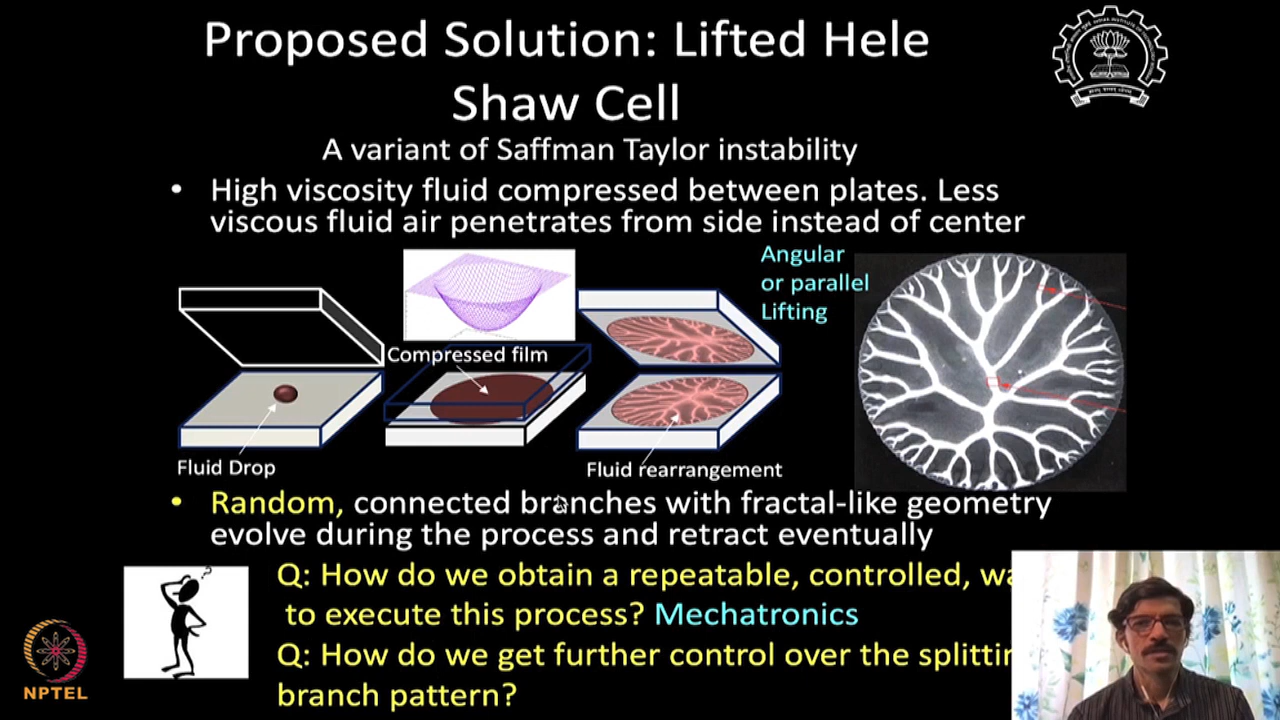 Proposed Solution: Lifted Hele
Shaw Cell
A variant of Saffman Taylor instability
• High viscosity fluid compressed between plates. Less
viscous fluid air penetrates from side instead of center
Angular
or parallel
Lifting
Compressed film
Fluid Drop
Fluid rearrangement
• Random, connected branches with fractal-like geometry
evolve during the process and retract eventually
?
Q: How do we obtain a repeatable, controlled, wa
to execute this process? Mechatronics
Q: How do we get further control over the splittin
branch pattern?
NPTEL